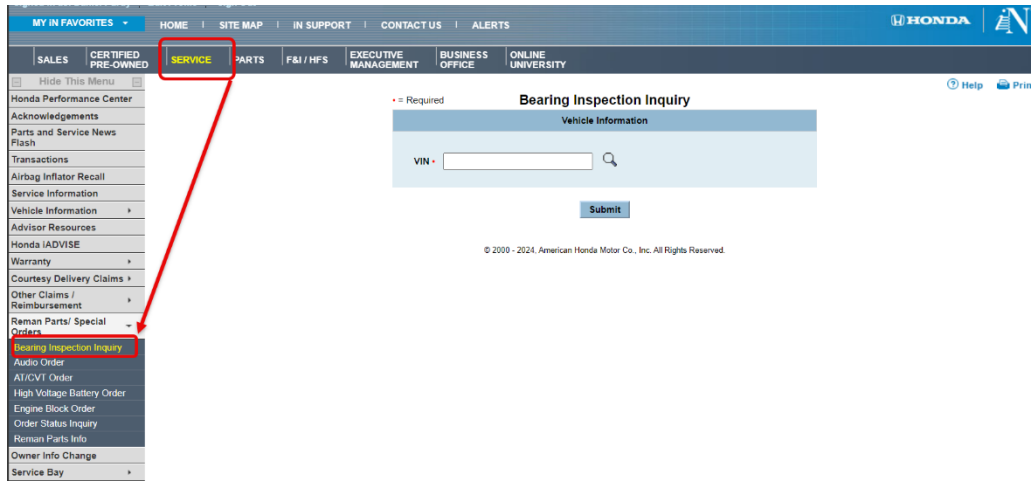 MY IN FAVORITES
HOME | SITE MAP | IN SUPPORT | CONTACT US | ALERTS
HONDA
iN
SALES
CERTIFIED
PRE-OWNED
SERVICE
PARTS
F&I / HFS
EXECUTIVE
MANAGEMENT
BUSINESS
OFFICE
ONLINE
UNIVERSITY
Hide This Menu
Honda Performance Center
Acknowledgements
Parts and Service News
Flash
Transactions
Airbag Inflator Recall
Service Information
Vehicle Information
Advisor Resources
Honda iADVISE
Warranty
Courtesy Delivery Claims
Other Claims /
Reimbursement
Reman Parts/ Special
Orders
Bearing Inspection Inquiry
Audio Order
AT/CVT Order
High Voltage Battery Order
Engine Block Order
Order Status Inquiry
Reman Parts Info
Owner Info Change
Service Bay
Help
Prin
• = Required
Bearing Inspection Inquiry
Vehicle Information
VIN •
Submit
© 2000 - 2024, American Honda Motor Co., Inc. All Rights Reserved.